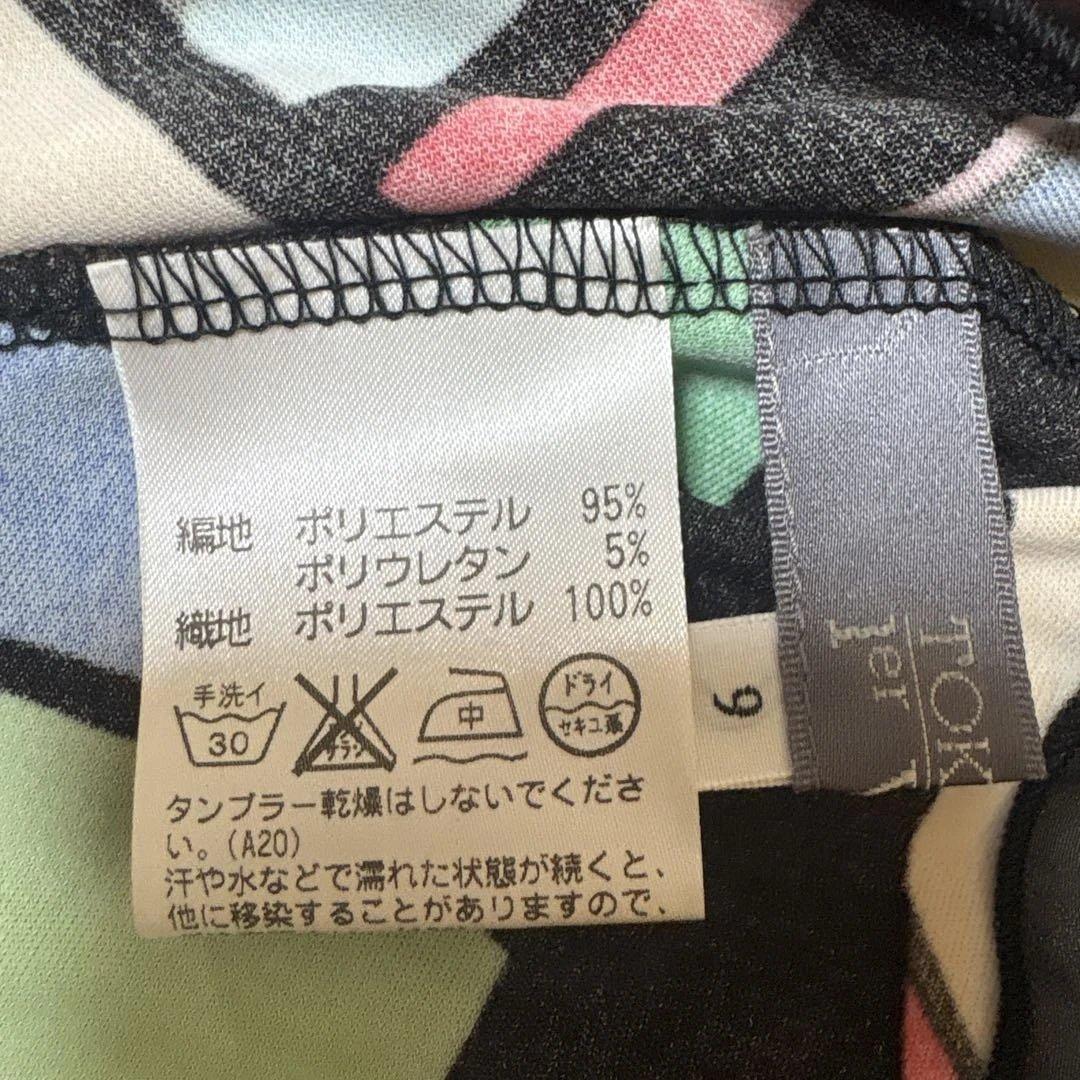 編地 ポリエステル 95%
ポリウレタン 5%
織地 ポリエステル 100%
手洗イ
30
中
ドライ
セキユ系
タンブラー乾燥はしないでくださ
い。(A20)
汗や水などで濡れた状態が続くと、
他に移染することがありますので、
9
TOK
Per